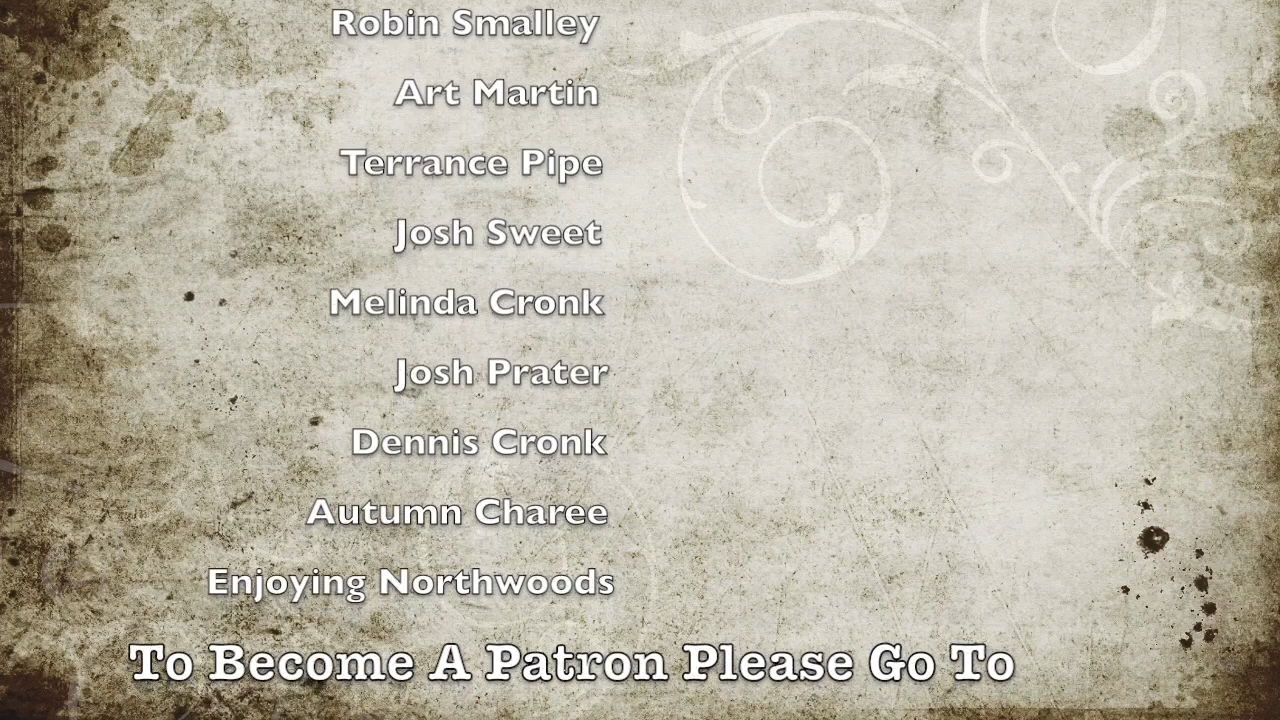 Robin Smalley
Art Martin
Terrance Pipe
Josh Sweet
Melinda Cronk
Josh Prater
Dennis Cronk
Autumn Charee
Enjoying Northwoods
To Become A Patron Please Go To